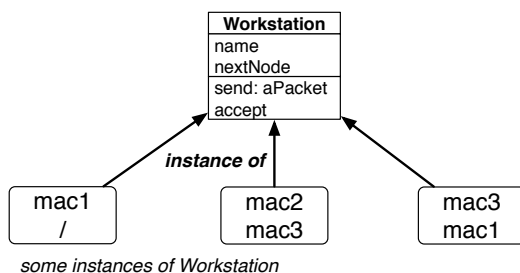 Workstation
name
nextNode
send: aPacket
accept
instance of
mac1
/
mac2
mac3
mac3
mac1
some instances of Workstation